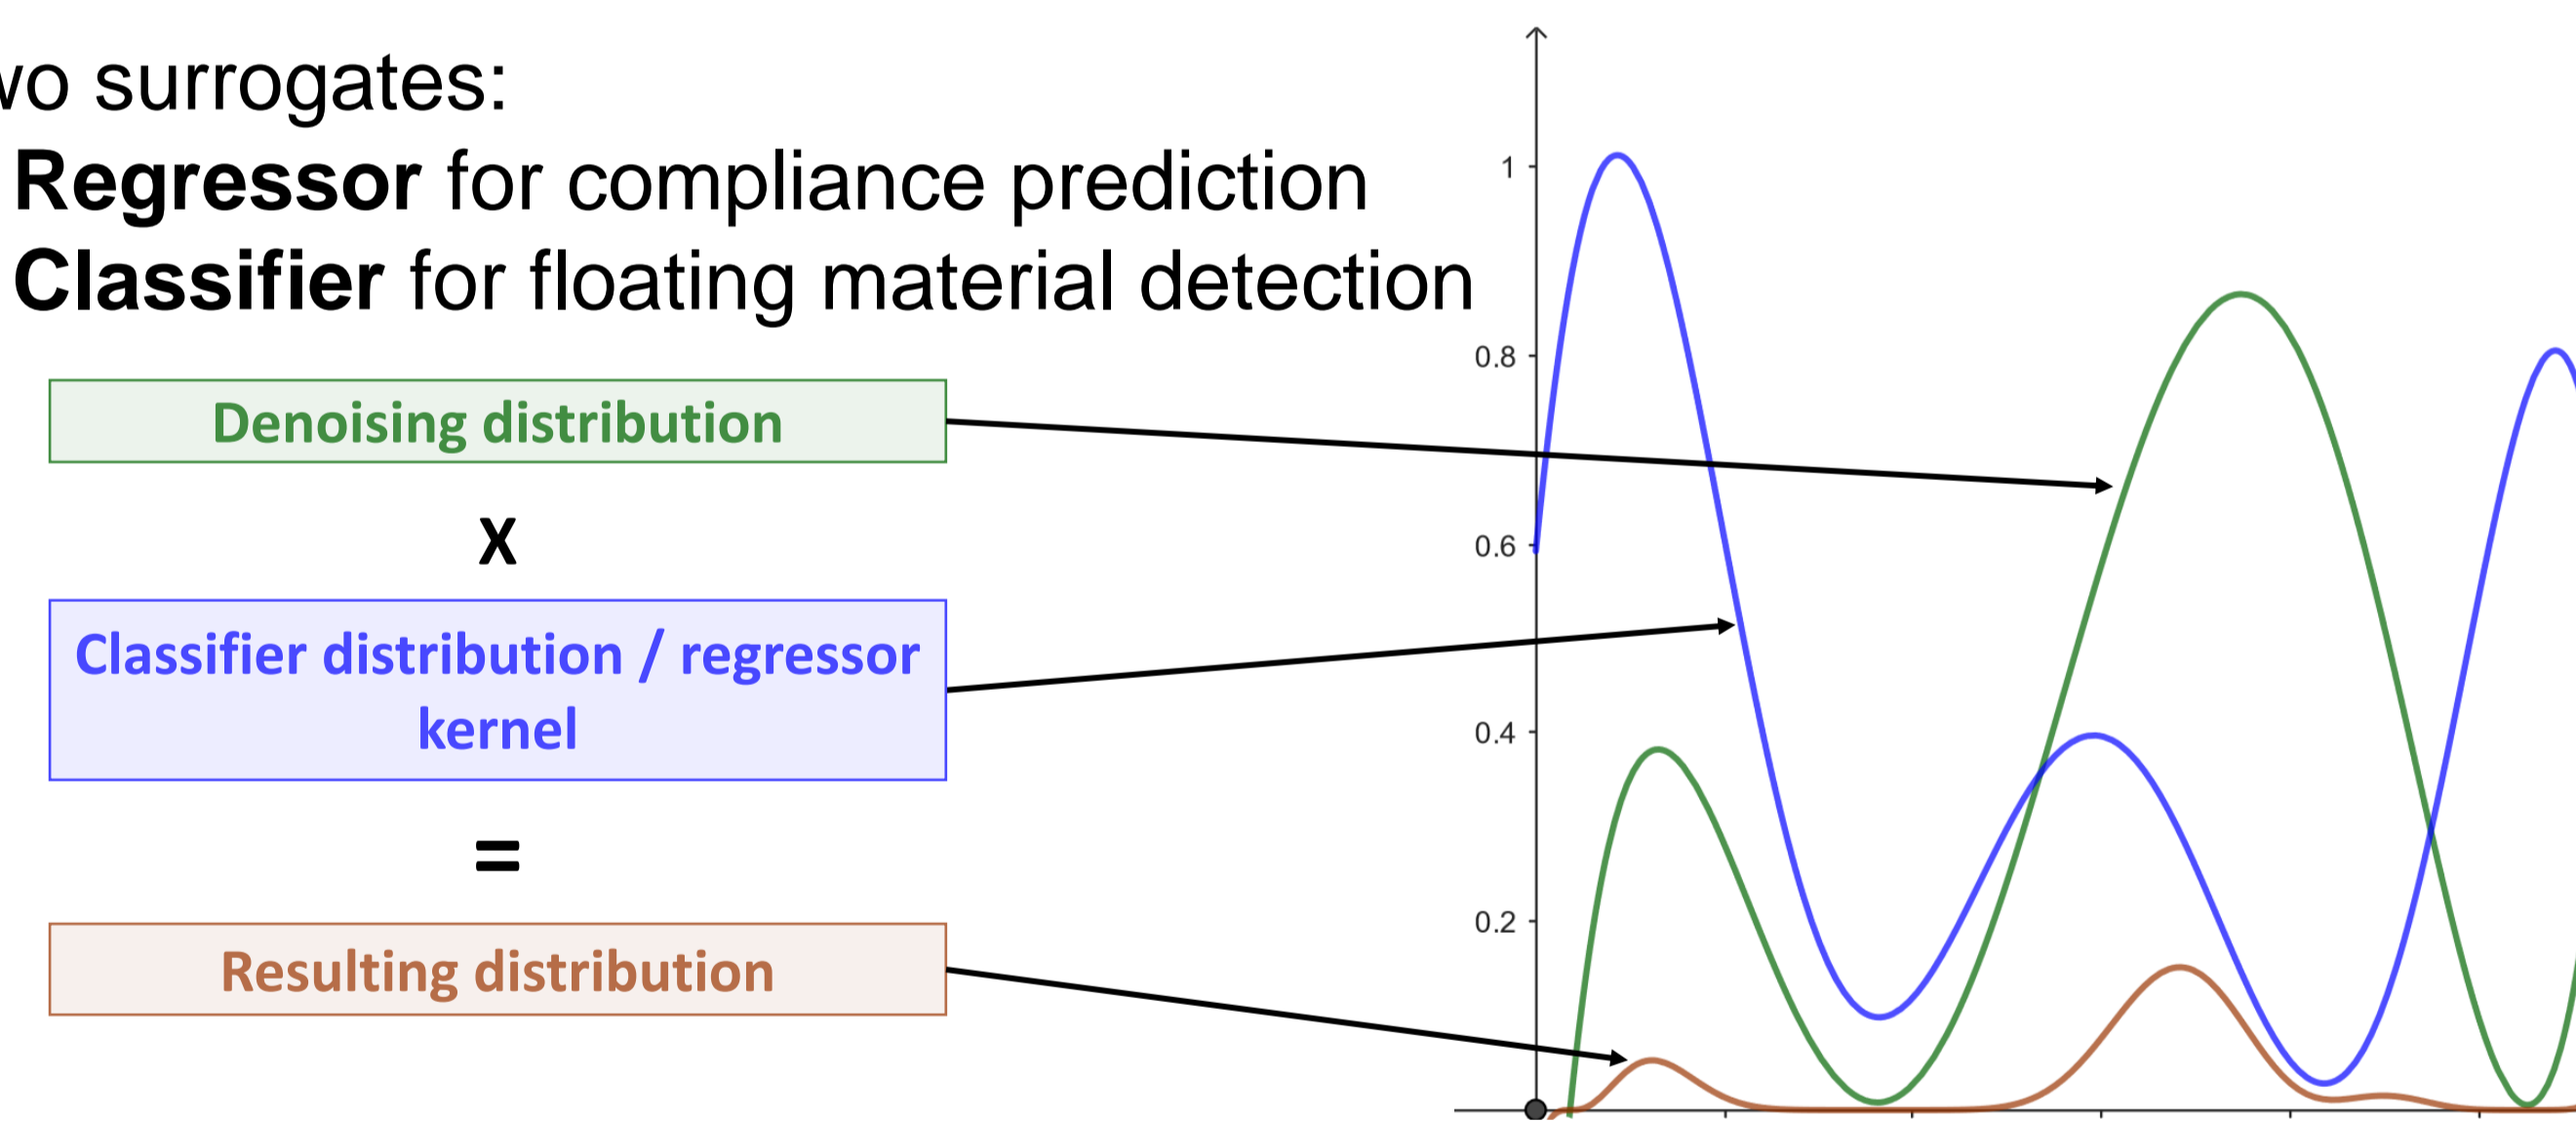 wo surrogates:
Regressor for compliance prediction
Classifier for floating material detection
Denoising distribution
x
Classifier distribution / regressor
kernel
=
Resulting distribution
1
0.8
0.6
0.4
0.2